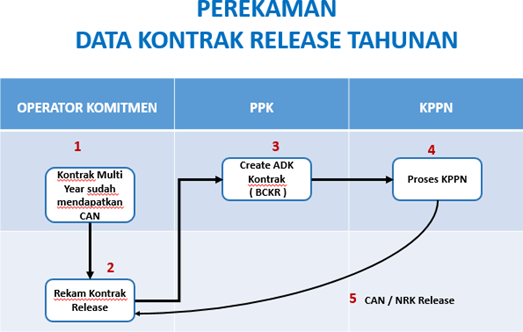 PEREKAMAN
DATA KONTRAK RELEASE TAHUNAN
OPERATOR KOMITMEN
PPK
KPPN
1
Kontrak Multi
Year sudah
mendapatkan
CAN
2
Rekam Kontrak
Release
3
Create ADK
Kontrak
( BCKR )
4
Proses KPPN
5 CAN / NRK Release